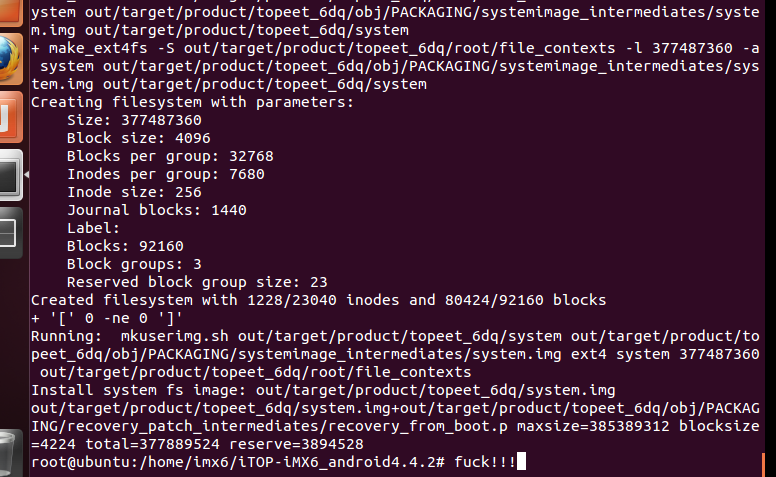 ystem out/target/product/topeet_6dq/obj/PACKAGING/systemimage_intermediates/syste
m.img out/target/product/topeet_6dq/system
+ make_ext4fs -S out/target/product/topeet_6dq/root/file_contexts -l 377487360 -a
 system out/target/product/topeet_6dq/obj/PACKAGING/systemimage_intermediates/sys
tem.img out/target/product/topeet_6dq/system
Creating filesystem with parameters:
    Size: 377487360
    Block size: 4096
    Blocks per group: 32768
    Inodes per group: 7680
    Inode size: 256
    Journal blocks: 1440
    Label:
    Blocks: 92160
    Block groups: 3
    Reserved block group size: 23
Created filesystem with 1228/23040 inodes and 80424/92160 blocks
+ '[' 0 -ne 0 ']'
Running:  mkuserimg.sh out/target/product/topeet_6dq/system out/target/product/to
peet_6dq/obj/PACKAGING/systemimage_intermediates/system.img ext4 system 377487360
 out/target/product/topeet_6dq/root/file_contexts
Install system fs image: out/target/product/topeet_6dq/system.img
out/target/product/topeet_6dq/system.img+out/target/product/topeet_6dq/obj/PACKAG
ING/recovery_patch_intermediates/recovery_from_boot.p maxsize=385389312 blocksize
=4224 total=377889524 reserve=3894528
root@ubuntu:/home/imx6/iTOP-iMX6_android4.4.2# fuck!!!